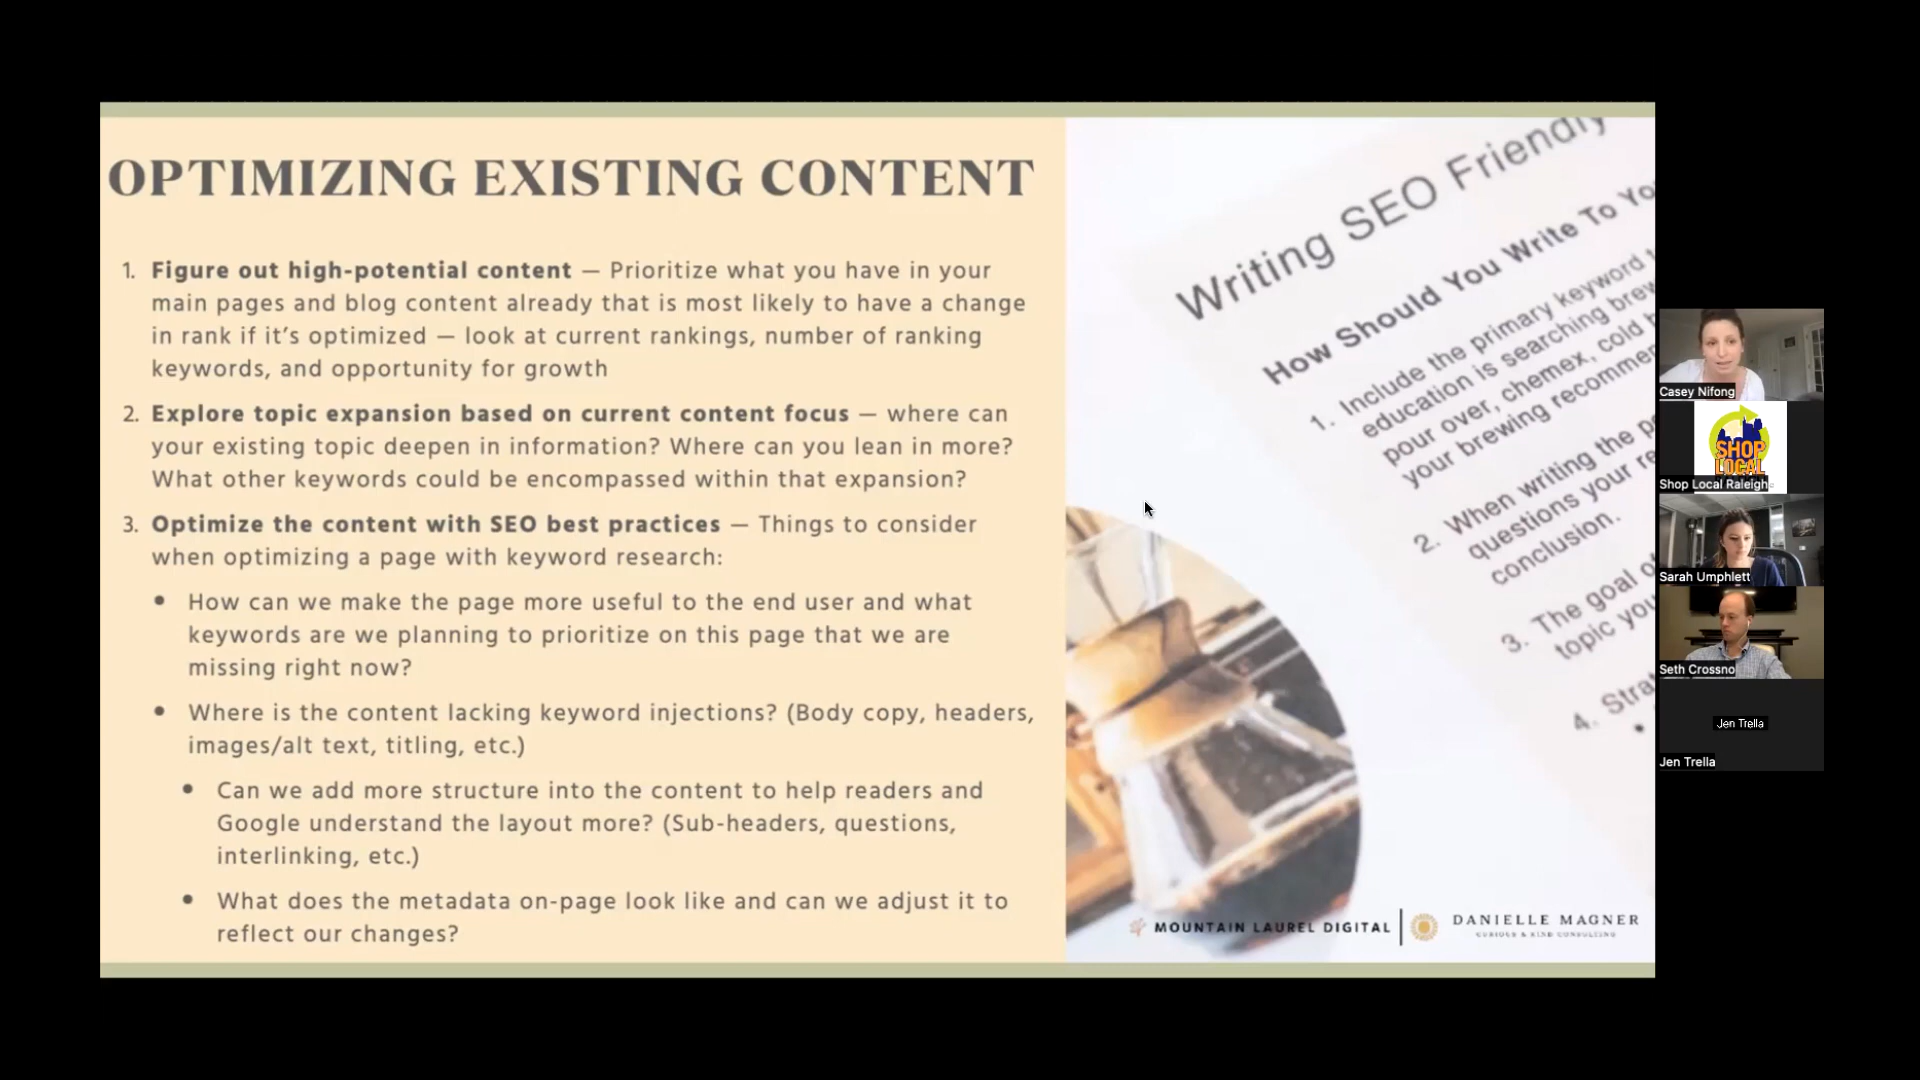 OPTIMIZING EXISTING CONTENT
1. Figure out high-potential content — Prioritize what you have in your
main pages and blog content already that is most likely to have a change
in rank if it’s optimized — look at current rankings, number of ranking
keywords, and opportunity for growth
2. Explore topic expansion based on current content focus — where can
your existing topic deepen in information? Where can you lean in more?
What other keywords could be encompassed within that expansion?
3. Optimize the content with SEO best practices — Things to consider
when optimizing a page with keyword research:
• How can we make the page more useful to the end user and what
keywords are we planning to prioritize on this page that we are
missing right now?
• Where is the content lacking keyword injections? (Body copy, headers,
images/alt text, titling, etc.)
• Can we add more structure into the content to help readers and
Google understand the layout more? (Sub-headers, questions,
interlinking, etc.)
• What does the metadata on-page look like and can we adjust it to
reflect our changes?
Writing SEO Friendly
How Should You Write To
1. Include the primary keyword
education is searching
pour over, chemex, cold
your brewing
2. When writing the
questions your
conclusion.
3. The goal
topic
4.
MOUNTAIN LAUREL DIGITAL
DANIELLE MAGNER
CURIOUS & KIND CONSULTING
Casey Nifong
SHOP
LOCAL
Shop Local Raleigh
Sarah Umphlett
Seth Crossno
Jen Trella
Jen Trella